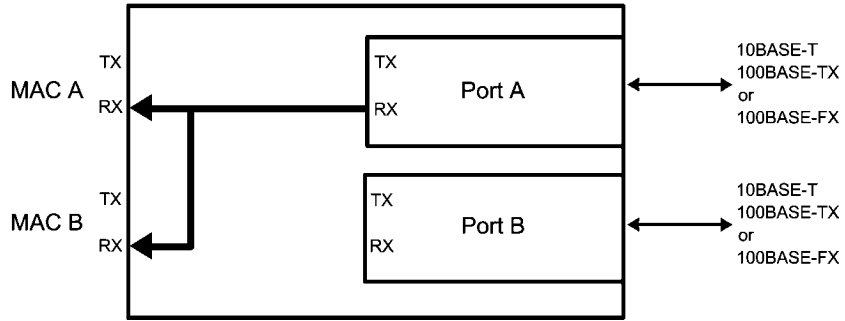 TX
MAC A
RX
TX
RX
Port A
10BASE-T
100BASE-TX
or
100BASE-FX
TX
MAC B
RX
TX
RX
Port B
10BASE-T
100BASE-TX
or
100BASE-FX